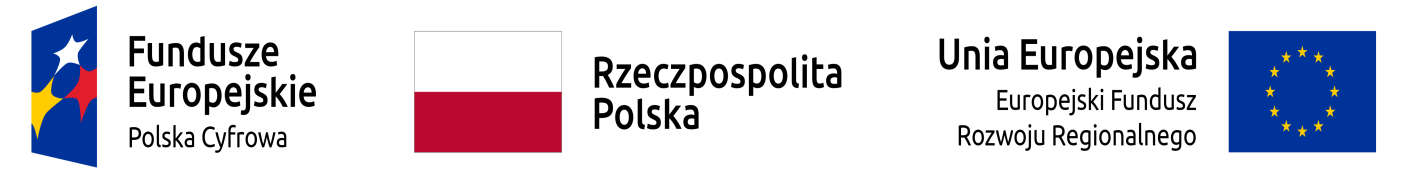 Fundusze
Europejskie
Polska Cyfrowa
Rzeczpospolita
Polska
Unia Europejska
Europejski Fundusz
Rozwoju Regionalnego